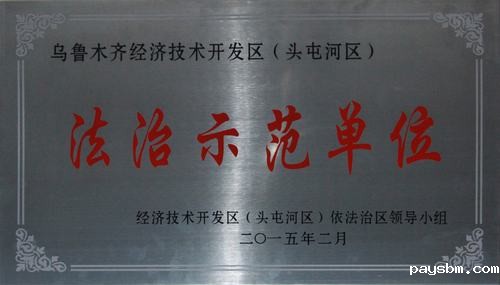 乌鲁木齐经济技术开发区（头屯河区）
法治示范单位
经济技术开发区（头屯河区）依法治区领导小组
二〇一五年二月
paysbm.com